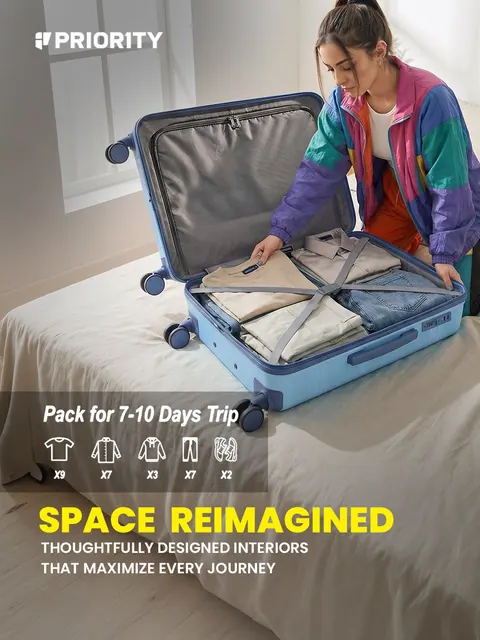 PRIORITY
Pack for 7-10 Days Trip
X9 X7 X3 X7 X2
SPACE REIMAGINED
THOUGHTFULLY DESIGNED INTERIORS
THAT MAXIMIZE EVERY JOURNEY